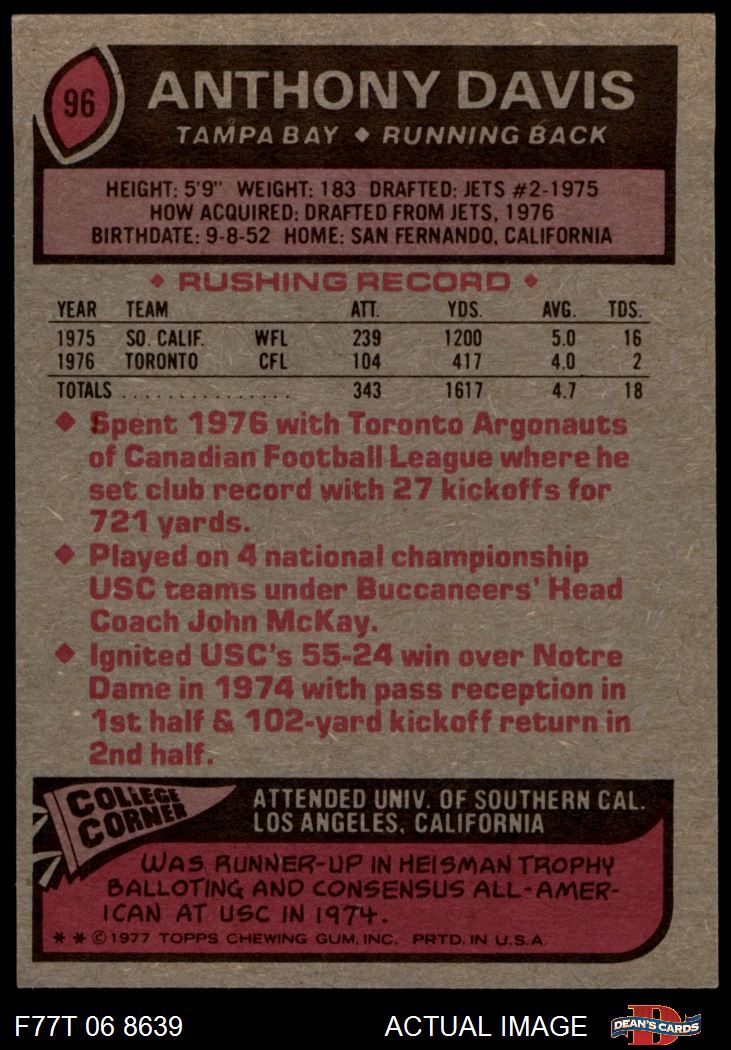 96
ANTHONY DAVIS
TAMPA BAY ♦ RUNNING BACK
HEIGHT: 5'9" WEIGHT: 183 DRAFTED: JETS #2-1975
HOW ACQUIRED: DRAFTED FROM JETS, 1976
BIRTHDATE: 9-8-52 HOME: SAN FERNANDO, CALIFORNIA
♦ RUSHING RECORD ♦
YEAR TEAM ATT. YDS. AVG. TDS.
1975 SO. CALIF. WFL 239 1200 5.0 16
1976 TORONTO CFL 104 417 4.0 2
TOTALS . . . . . . . . . . . . . . . . 343 1617 4.7 18
♦ Spent 1976 with Toronto Argonauts
of Canadian Football League where he
set club record with 27 kickoffs for
721 yards.
♦ Played on 4 national championship
USC teams under Buccaneers' Head
Coach John McKay.
♦ Ignited USC's 55-24 win over Notre
Dame in 1974 with pass reception in
1st half & 102-yard kickoff return in
2nd half.
COLLEGE
CORNER
ATTENDED UNIV. OF SOUTHERN CAL.
LOS ANGELES, CALIFORNIA
WAS RUNNER-UP IN HEISMAN TROPHY
BALLOTING AND CONSENSUS ALL-AMER-
ICAN AT USC IN 1974.
* * © 1977 TOPPS CHEWING GUM, INC. PRTD. IN U.S.A.
F77T 06 8639 ACTUAL IMAGE
D
DEAN'S CARDS